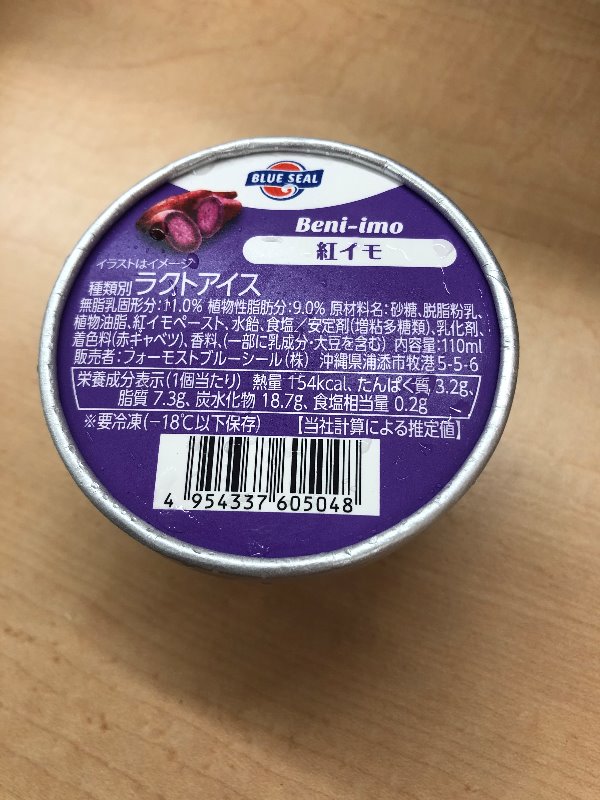 BLUE SEAL
Beni-imo
紅イモ
イラストはイメージ
種類別 ラクトアイス
無脂乳固形分:11.0% 植物性脂肪分:9.0% 原材料名:砂糖、脱脂粉乳、
植物油脂、紅イモペースト、水飴、食塩/安定剤(増粘多糖類)、乳化剤、
着色料(赤キャベツ)、香料、(一部に乳成分・大豆を含む) 内容量:110ml
販売者:フォーモストブルーシール(株) 沖縄県浦添市牧港5-5-6
栄養成分表示(1個当たり) 熱量 154kcal、たんぱく質 3.2g、
脂質 7.3g、炭水化物 18.7g、食塩相当量 0.2g
※要冷凍(-18℃以下保存) 【当社計算による推定値】
4 954337 605048